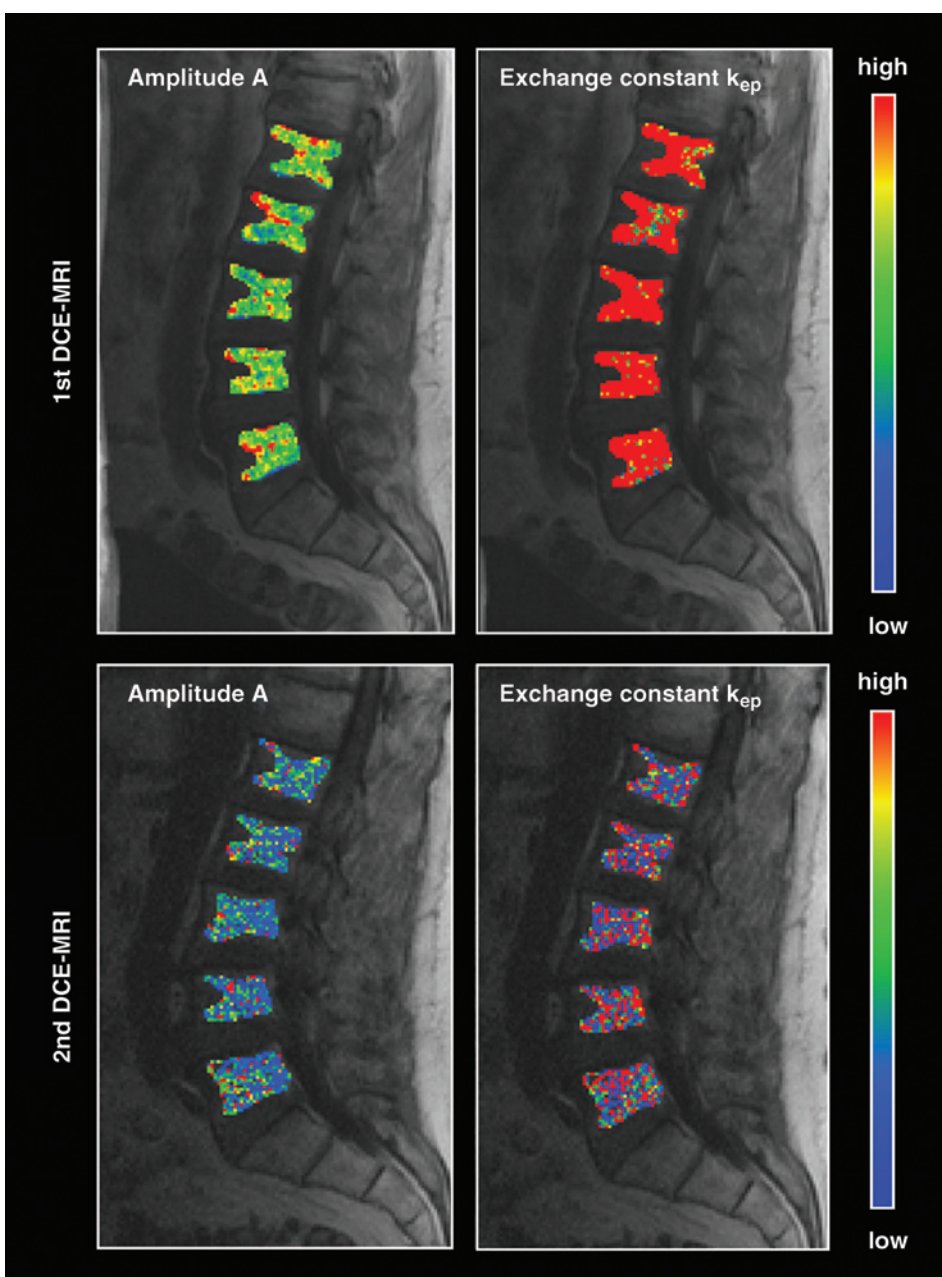 Amplitude A
Exchange constant kep
high
1st DCE-MRI
low
Amplitude A
Exchange constant kep
high
2nd DCE-MRI
low